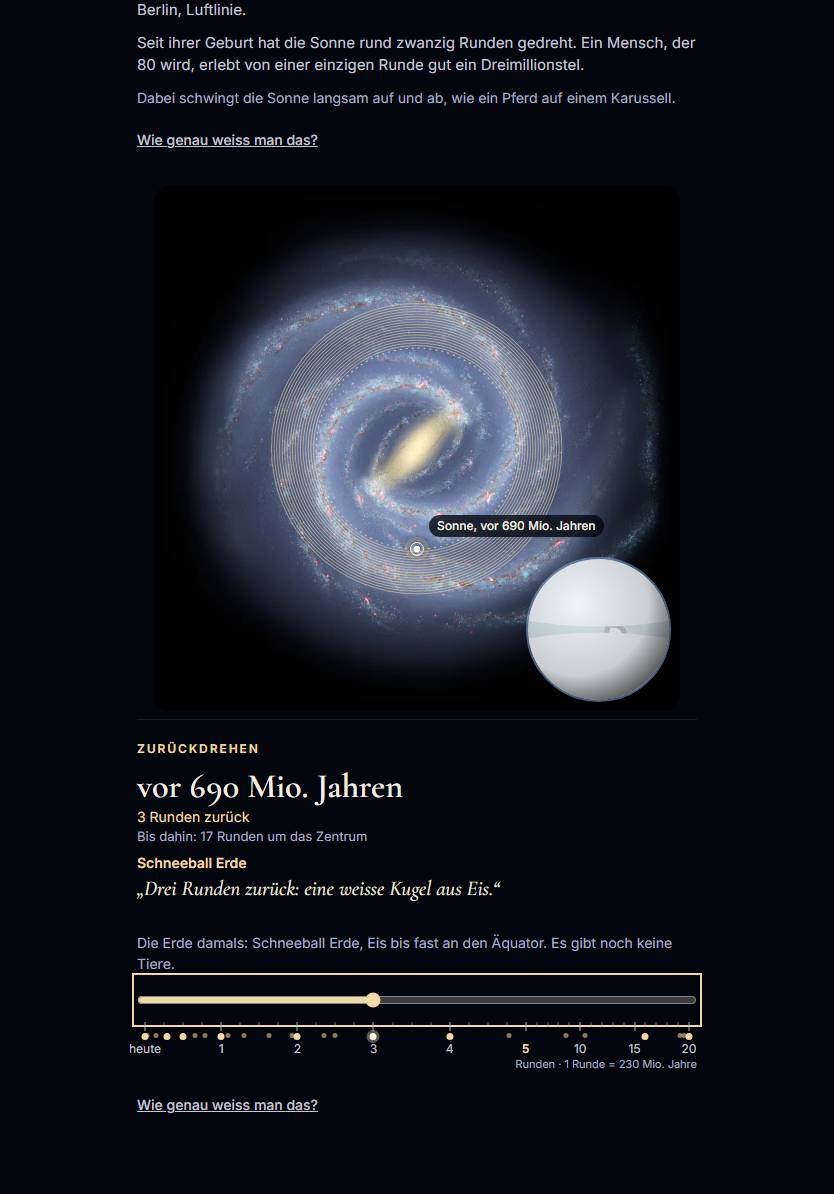 Berlin, Luftlinie.
Seit ihrer Geburt hat die Sonne rund zwanzig Runden gedreht. Ein Mensch, der
80 wird, erlebt von einer einzigen Runde gut ein Dreimillionstel.
Dabei schwingt die Sonne langsam auf und ab, wie ein Pferd auf einem Karussell.
Wie genau weiss man das?
Sonne, vor 690 Mio. Jahren
ZURÜCKDREHEN
vor 690 Mio. Jahren
3 Runden zurück
Bis dahin: 17 Runden um das Zentrum
Schneeball Erde
„Drei Runden zurück: eine weisse Kugel aus Eis.“
Die Erde damals: Schneeball Erde, Eis bis fast an den Äquator. Es gibt noch keine
Tiere.
heute 1 2 3 4 5 10 15 20
Runden · 1 Runde = 230 Mio. Jahre
Wie genau weiss man das?